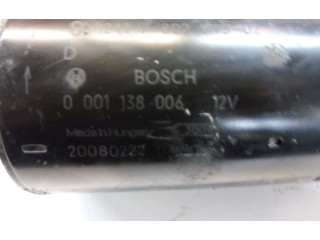 D
BOSCH
0 001 138 006 12V
Made in Hungary
20080222